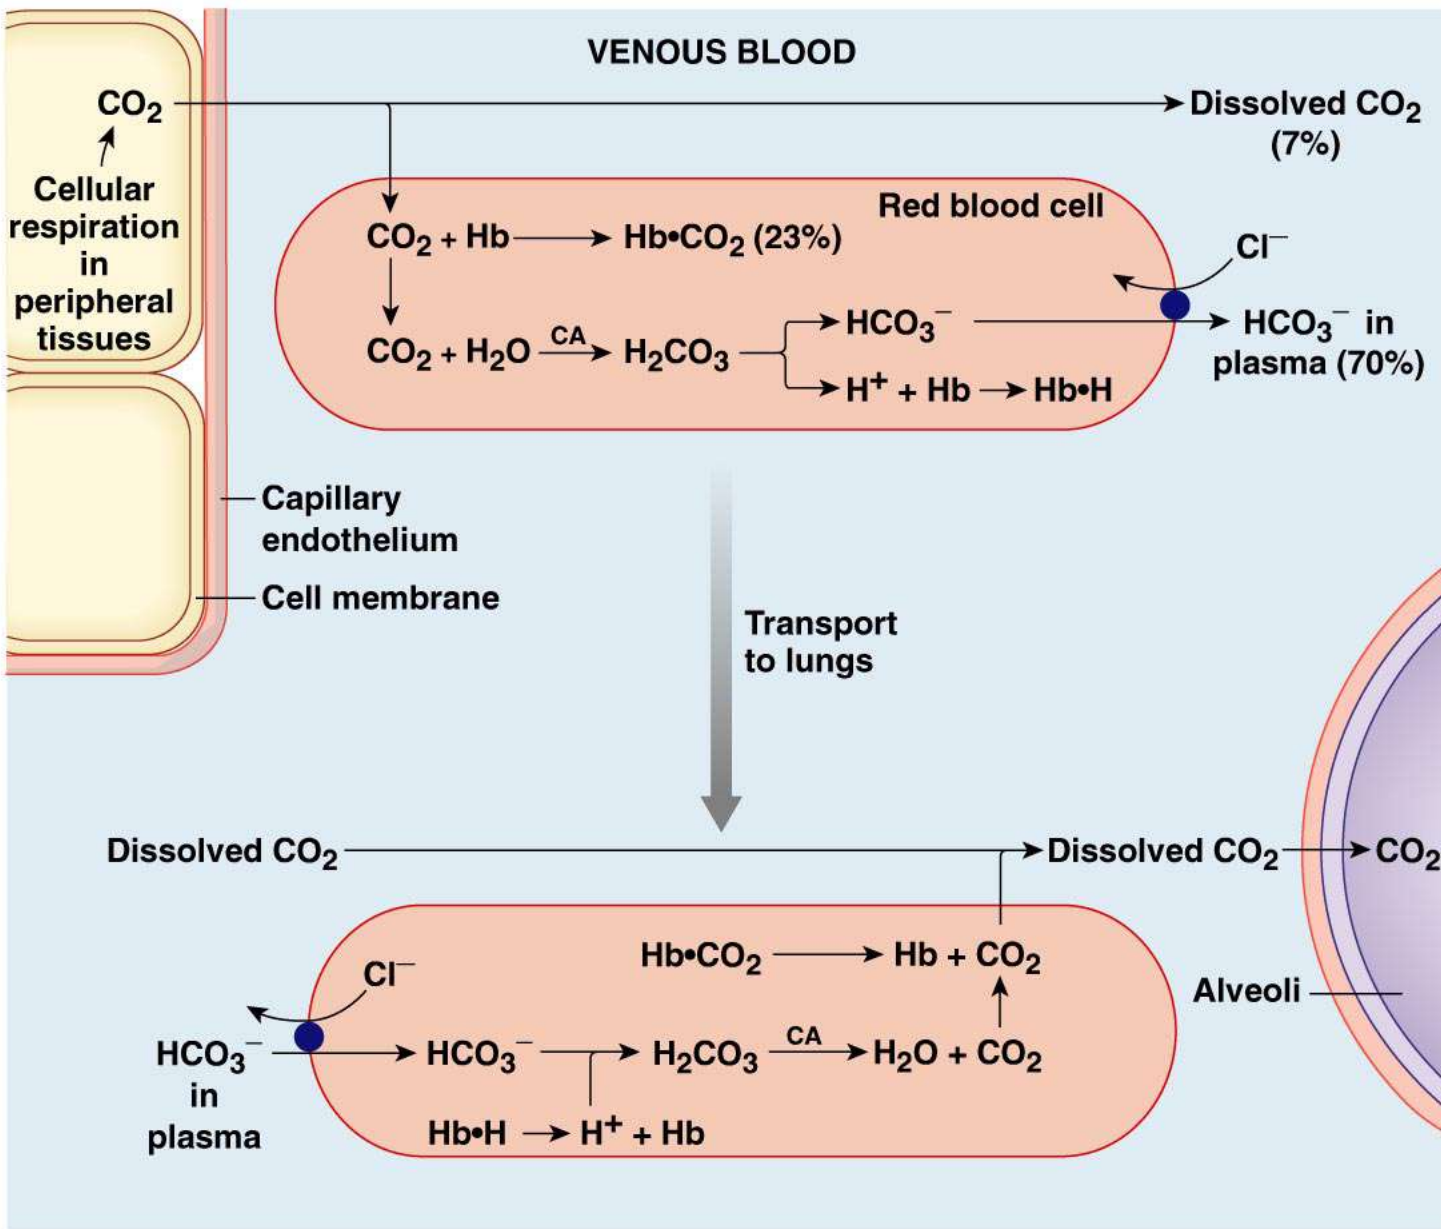 VENOUS BLOOD
CO₂
Dissolved CO₂
(7%)
Cellular
respiration
in
peripheral
tissues
Red blood cell
CO₂ + Hb → Hb•CO₂ (23%)
Cl⁻
CO₂ + H₂O
CA
→ H₂CO₃
HCO₃⁻
HCO₃⁻ in
plasma (70%)
H⁺ + Hb → Hb•H
Capillary
endothelium
Cell membrane
Transport
to lungs
Dissolved CO₂
Dissolved CO₂ → CO₂
Hb•CO₂ → Hb + CO₂
Cl⁻
Alveoli
HCO₃⁻
in
plasma
HCO₃⁻ → H₂CO₃
CA
→ H₂O + CO₂
Hb•H → H⁺ + Hb